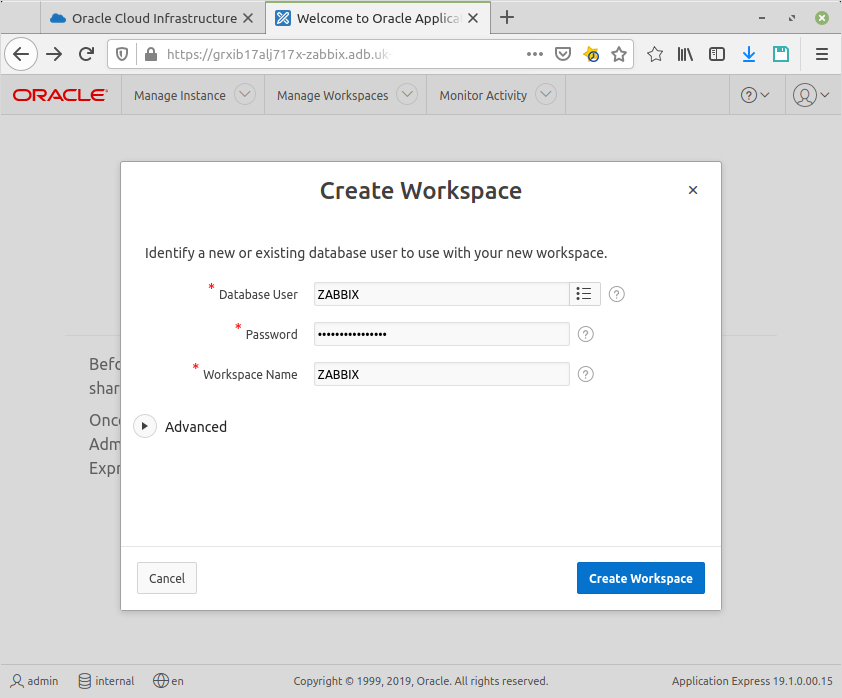 Oracle Cloud Infrastructure
Welcome to Oracle Applica
https://grxib17alj717x-zabbix.adb.uk-
ORACLE
Manage Instance
Manage Workspaces
Monitor Activity
Create Workspace
Identify a new or existing database user to use with your new workspace.
* Database User ZABBIX
* Password ••••••••••••••••
* Workspace Name ZABBIX
Befo
shar
Once
Adm
Expr
Advanced
Cancel
Create Workspace
admin
internal
en
Copyright © 1999, 2019, Oracle. All rights reserved.
Application Express 19.1.0.00.15